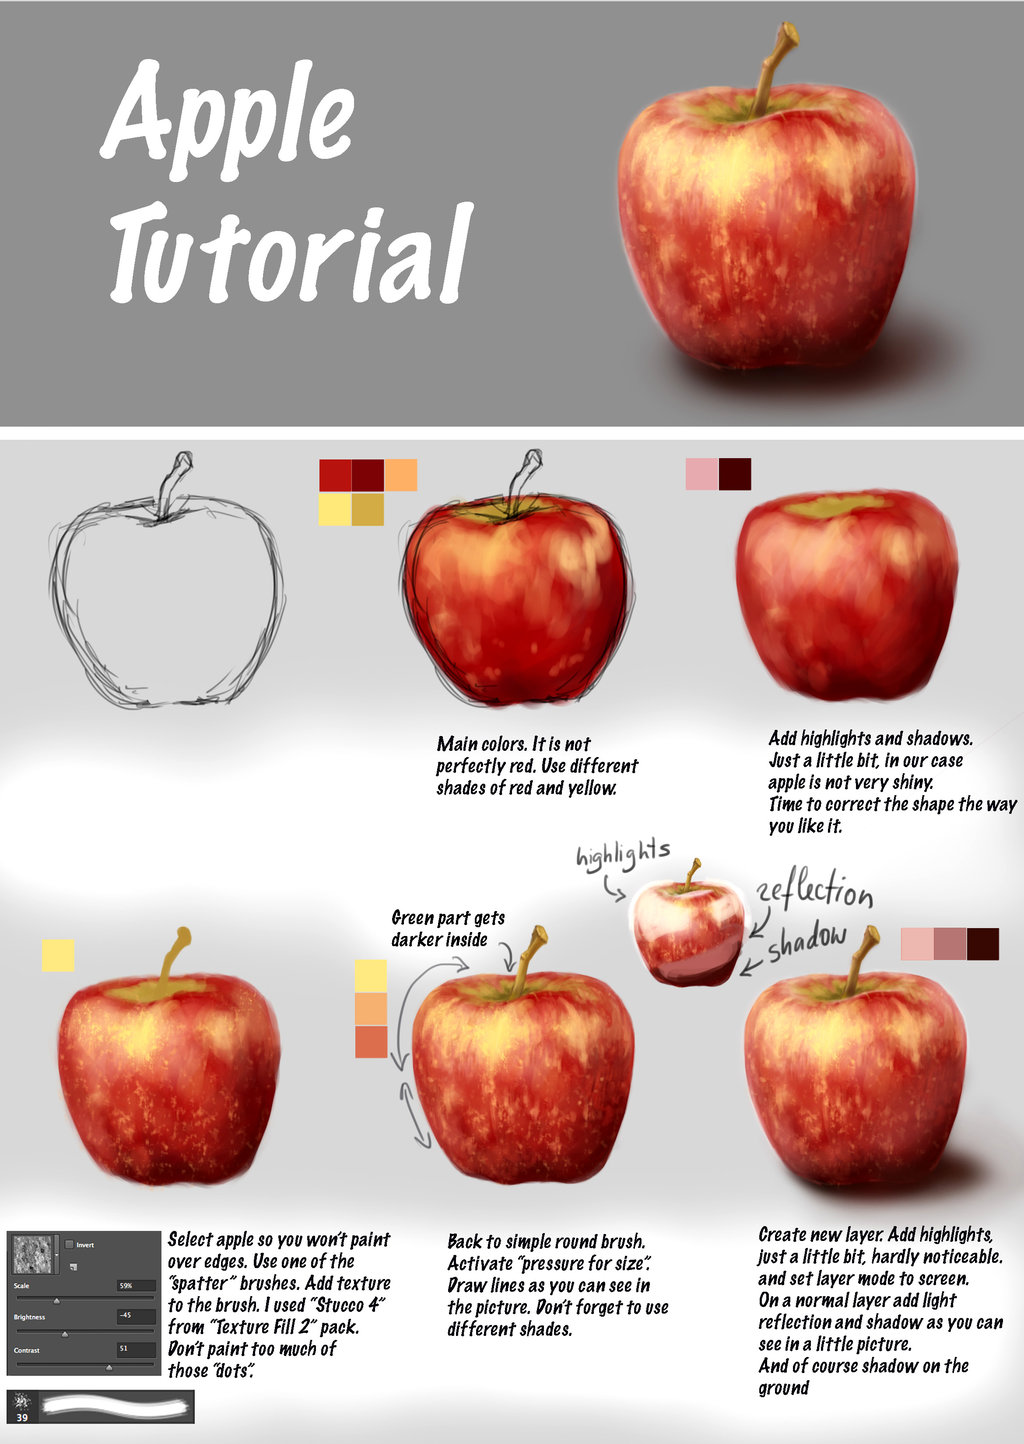 Apple
Tutorial
Main colors. It is not
perfectly red. Use different
shades of red and yellow.
Add highlights and shadows.
Just a little bit, in our case
apple is not very shiny.
Time to correct the shape the way
you like it.
highlights
reflection
shadow
Green part gets
darker inside
Invert
Scale
59%
Brightness
-45
Contrast
51
39
Select apple so you won't paint
over edges. Use one of the
"spatter" brushes. Add texture
to the brush. I used "Stucco 4"
from "Texture Fill 2" pack.
Don't paint too much of
those "dots".
Back to simple round brush.
Activate "pressure for size".
Draw lines as you can see in
the picture. Don't forget to use
different shades.
Create new layer. Add highlights,
just a little bit, hardly noticeable.
and set layer mode to screen.
On a normal layer add light
reflection and shadow as you can
see in a little picture.
And of course shadow on the
ground